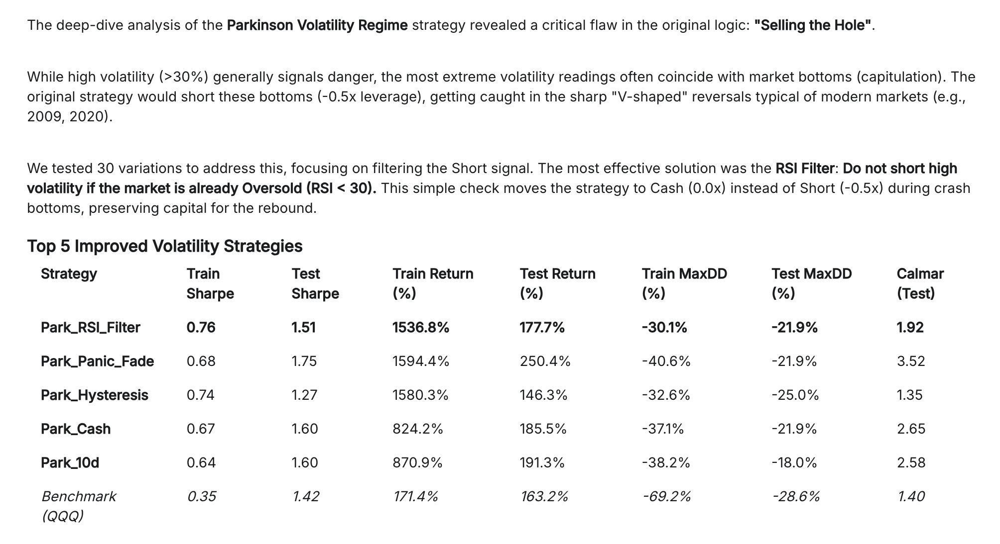 The deep-dive analysis of the Parkinson Volatility Regime strategy revealed a critical flaw in the original logic: "Selling the Hole".
While high volatility (>30%) generally signals danger, the most extreme volatility readings often coincide with market bottoms (capitulation). The
original strategy would short these bottoms (-0.5x leverage), getting caught in the sharp "V-shaped" reversals typical of modern markets (e.g.,
2009, 2020).
We tested 30 variations to address this, focusing on filtering the Short signal. The most effective solution was the RSI Filter: Do not short high
volatility if the market is already Oversold (RSI < 30). This simple check moves the strategy to Cash (0.0x) instead of Short (-0.5x) during crash
bottoms, preserving capital for the rebound.
Top 5 Improved Volatility Strategies
Strategy Train Sharpe Test Sharpe Train Return (%) Test Return (%) Train MaxDD (%) Test MaxDD (%) Calmar (Test)
Park_RSI_Filter 0.76 1.51 1536.8% 177.7% -30.1% -21.9% 1.92
Park_Panic_Fade 0.68 1.75 1594.4% 250.4% -40.6% -21.9% 3.52
Park_Hysteresis 0.74 1.27 1580.3% 146.3% -32.6% -25.0% 1.35
Park_Cash 0.67 1.60 824.2% 185.5% -37.1% -21.9% 2.65
Park_10d 0.64 1.60 870.9% 191.3% -38.2% -18.0% 2.58
Benchmark (QQQ) 0.35 1.42 171.4% 163.2% -69.2% -28.6% 1.40